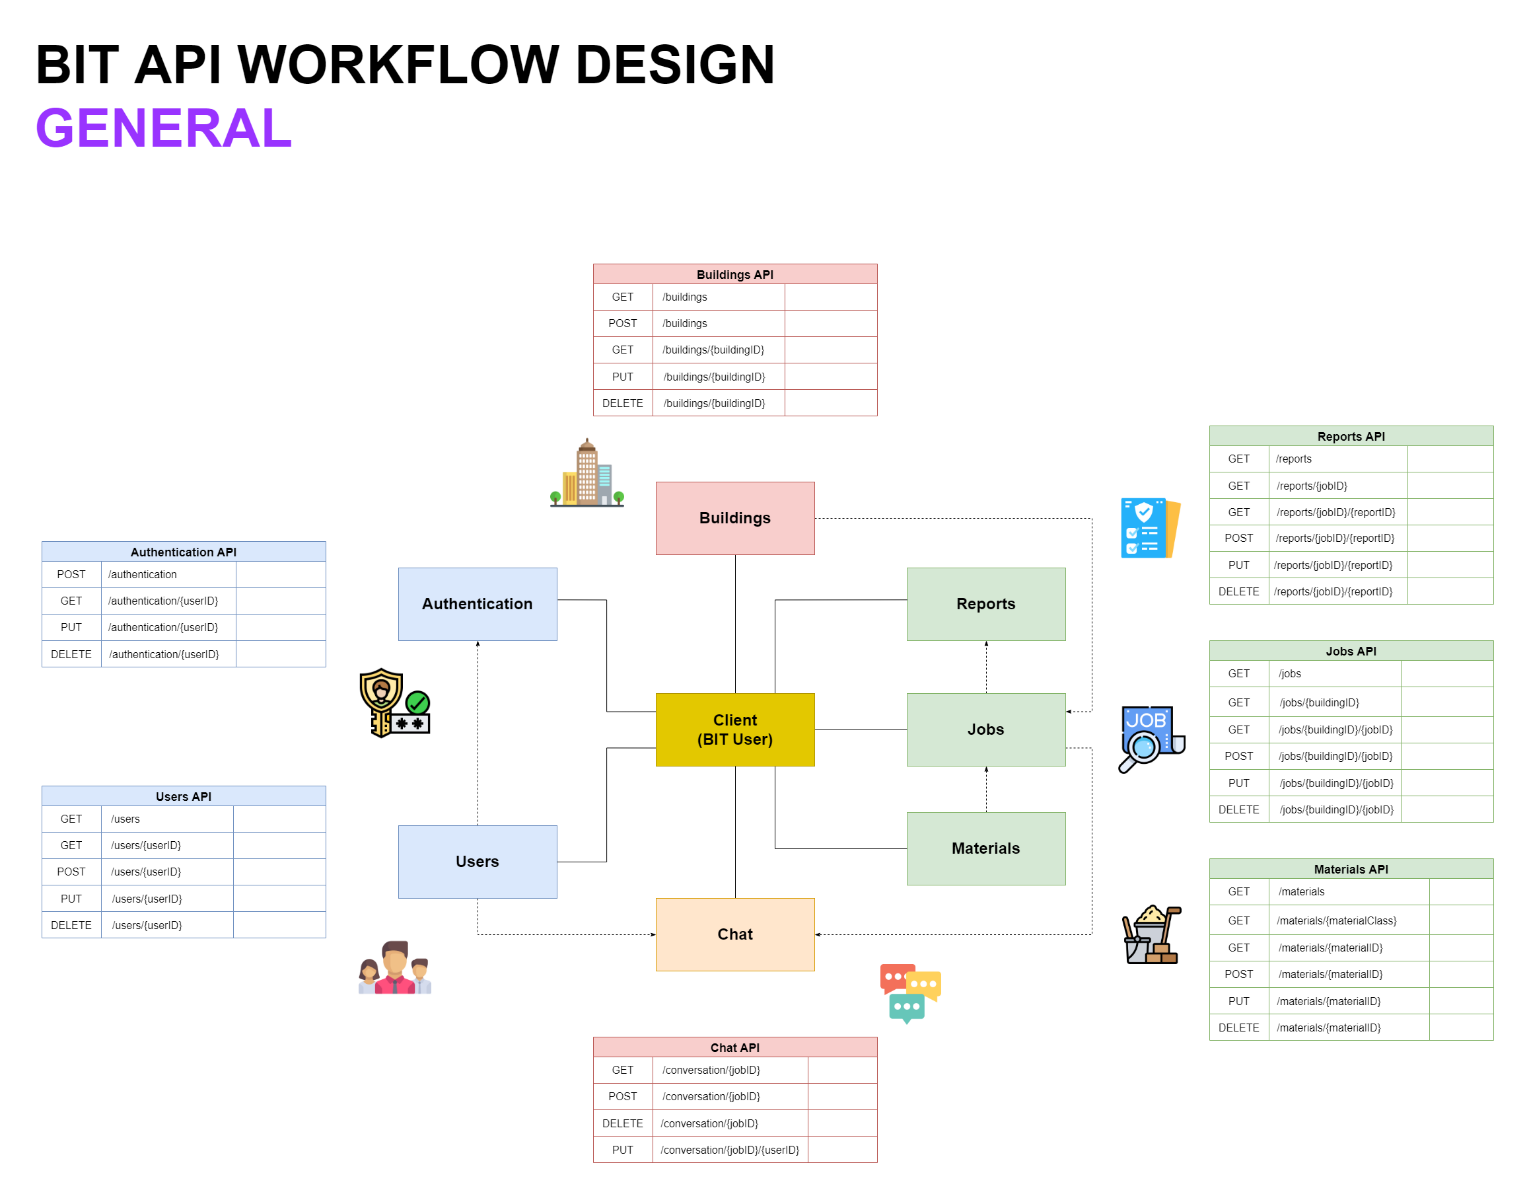 BIT API WORKFLOW DESIGN
GENERAL
Buildings API
GET /buildings
POST /buildings
GET /buildings/{buildingID}
PUT /buildings/{buildingID}
DELETE /buildings/{buildingID}
Authentication API
POST /authentication
GET /authentication/{userID}
PUT /authentication/{userID}
DELETE /authentication/{userID}
Users API
GET /users
GET /users/{userID}
POST /users/{userID}
PUT /users/{userID}
DELETE /users/{userID}
Buildings
Authentication
Reports
Client
(BIT User)
Jobs
Users
Materials
Chat
Reports API
GET /reports
GET /reports/{jobID}
GET /reports/{jobID}/{reportID}
POST /reports/{jobID}/{reportID}
PUT /reports/{jobID}/{reportID}
DELETE /reports/{jobID}/{reportID}
JOB
Jobs API
GET /jobs
GET /jobs/{buildingID}
GET /jobs/{buildingID}/{jobID}
POST /jobs/{buildingID}/{jobID}
PUT /jobs/{buildingID}/{jobID}
DELETE /jobs/{buildingID}/{jobID}
Materials API
GET /materials
GET /materials/{materialClass}
GET /materials/{materialID}
POST /materials/{materialID}
PUT /materials/{materialID}
DELETE /materials/{materialID}
Chat API
GET /conversation/{jobID}
POST /conversation/{jobID}
DELETE /conversation/{jobID}
PUT /conversation/{jobID}/{userID}